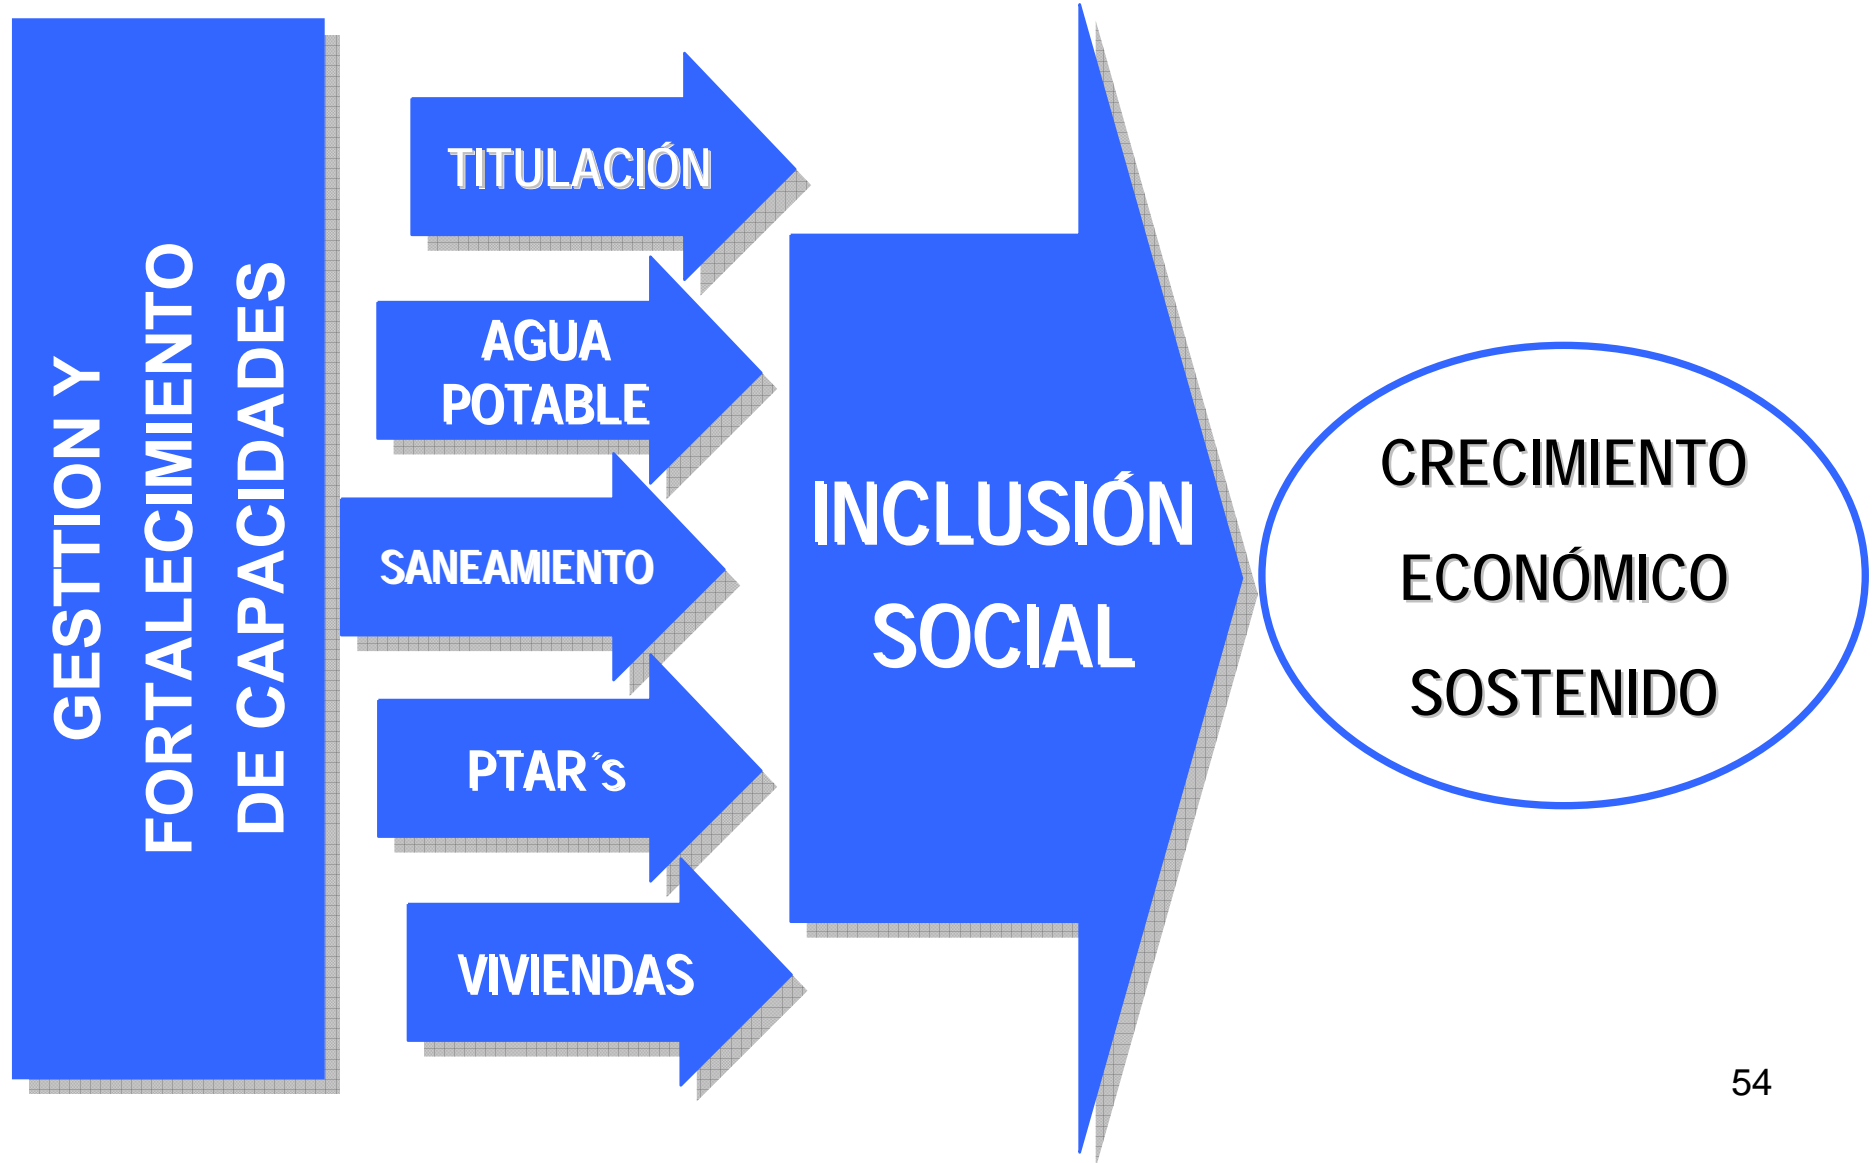 GESTTION Y
FORTALECIMIENTO
DE CAPACIDADES
TITULACIÓN
AGUA
POTABLE
SANEAMIENTO
PTAR´s
VIVIENDAS
INCLUSIÓN
SOCIAL
CRECIMIENTO
ECONÓMICO
SOSTENIDO
54